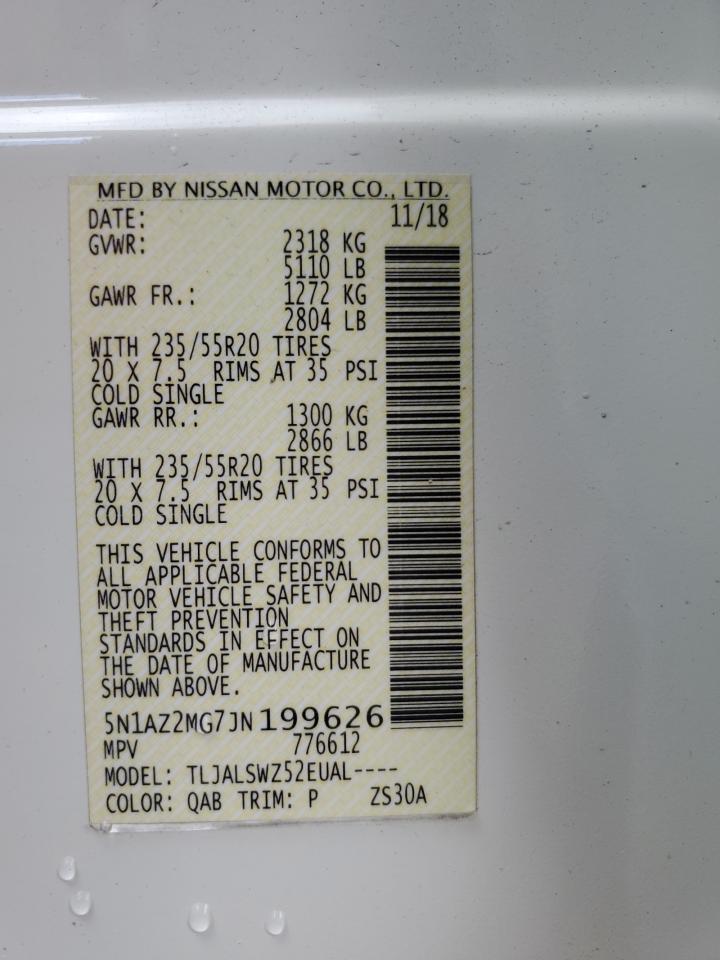 MFD BY NISSAN MOTOR CO., LTD.
DATE: 11/18
GVWR: 2318 KG
5110 LB
GAWR FR.: 1272 KG
2804 LB
WITH 235/55R20 TIRES
20 X 7.5 RIMS AT 35 PSI
COLD SINGLE
GAWR RR.: 1300 KG
2866 LB
WITH 235/55R20 TIRES
20 X 7.5 RIMS AT 35 PSI
COLD SINGLE
THIS VEHICLE CONFORMS TO
ALL APPLICABLE FEDERAL
MOTOR VEHICLE SAFETY AND
THEFT PREVENTION
STANDARDS IN EFFECT ON
THE DATE OF MANUFACTURE
SHOWN ABOVE.
5N1AZ2MG7JN199626
MPV 776612
MODEL: TLJALSWZ52EUAL----
COLOR: QAB TRIM: P ZS30A